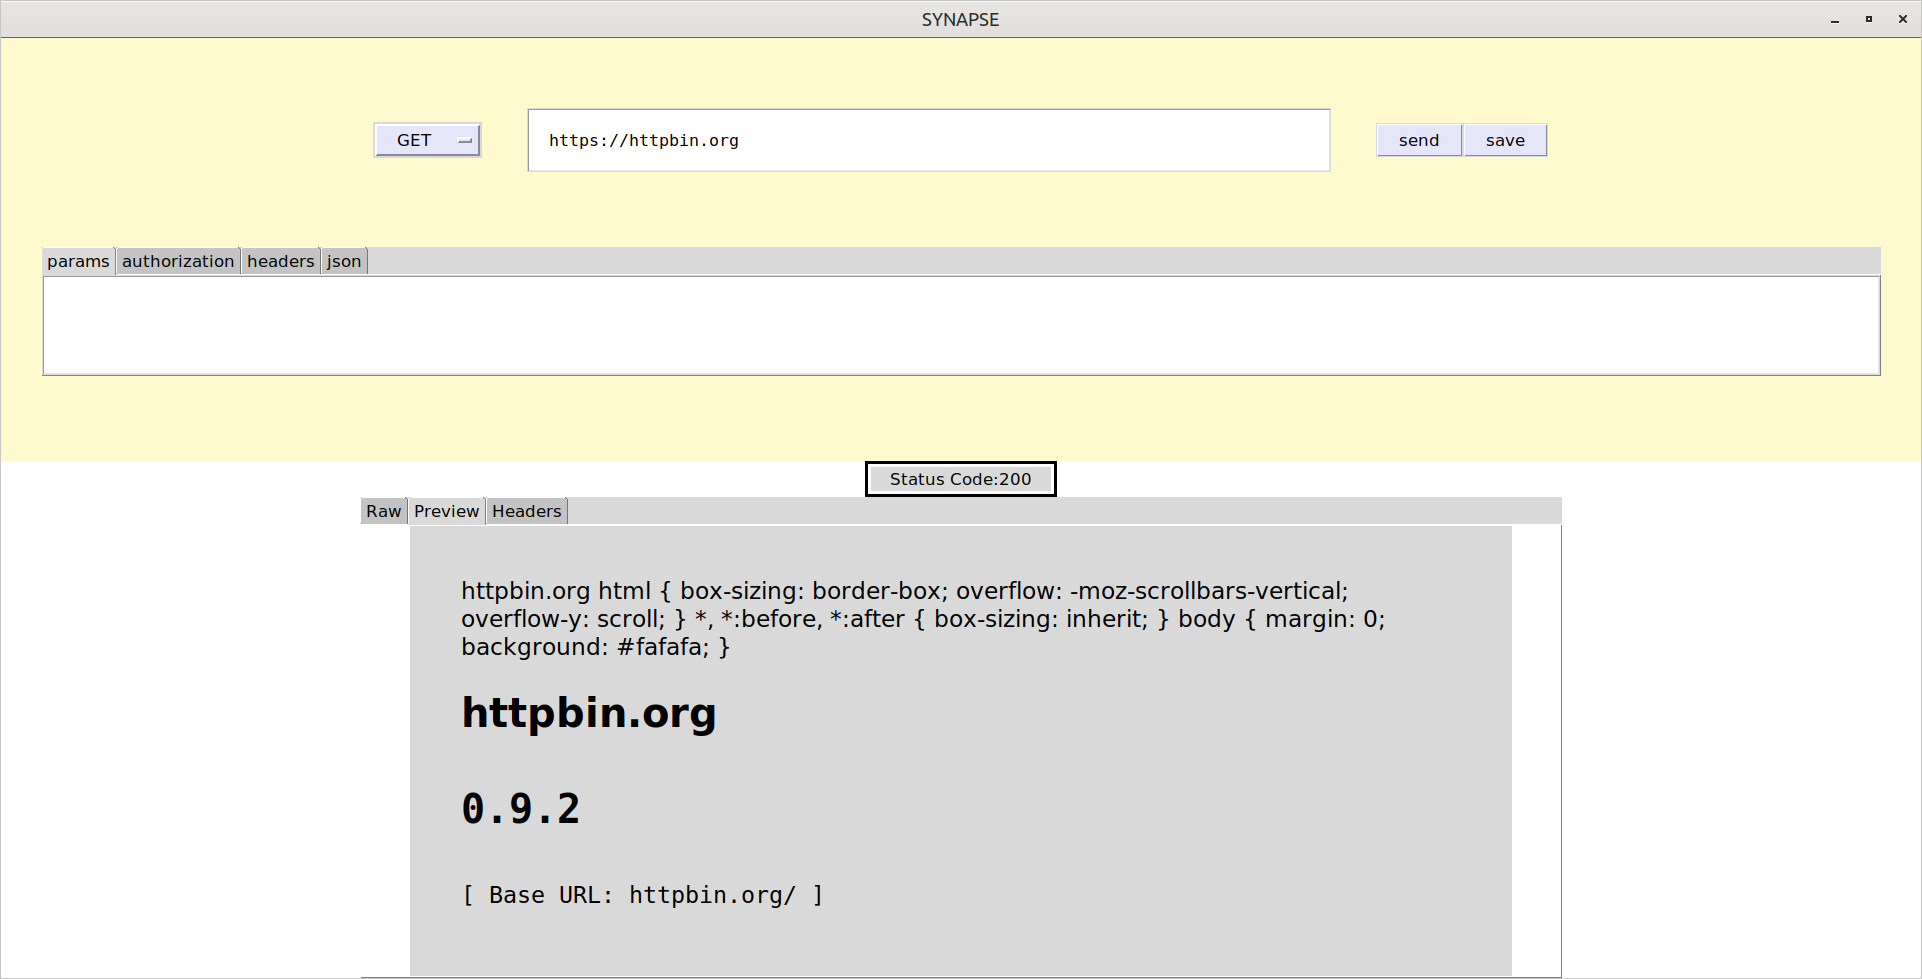 SYNAPSE
GET
https://httpbin.org
send
save
params
authorization
headers
json
Status Code:200
Raw
Preview
Headers
httpbin.org html { box-sizing: border-box; overflow: -moz-scrollbars-vertical;
overflow-y: scroll; } *, *:before, *:after { box-sizing: inherit; } body { margin: 0;
background: #fafafa; }
httpbin.org
0.9.2
[ Base URL: httpbin.org/ ]